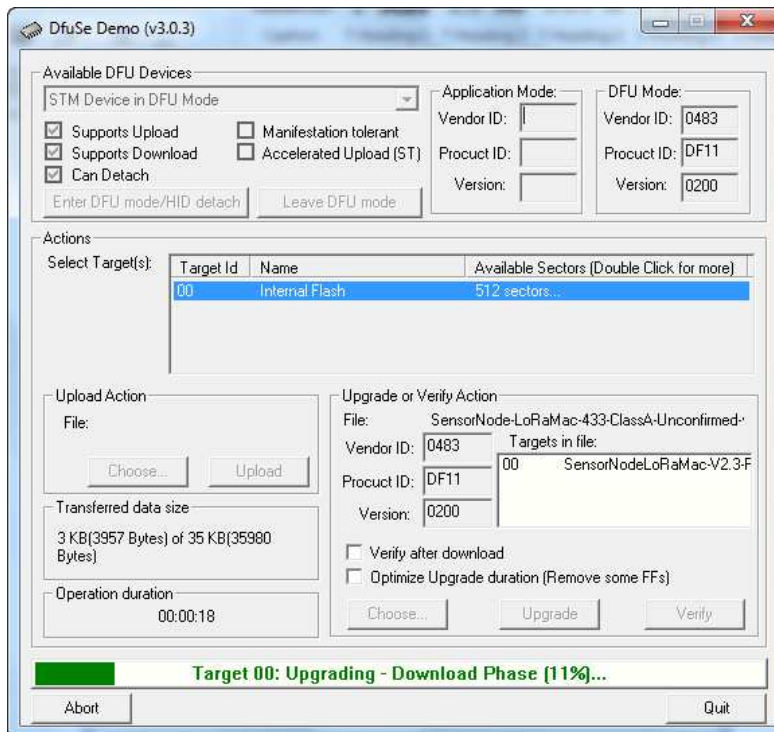 DfuSe Demo (v3.0.3)
Available DFU Devices
STM Device in DFU Mode
Supports Upload
Manifestation tolerant
Supports Download
Accelerated Upload (ST)
Can Detach
Enter DFU mode/HID detach
Leave DFU mode
Application Mode:
Vendor ID:
Procuct ID:
Version:
DFU Mode:
Vendor ID: 0483
Procuct ID: DF11
Version: 0200
Actions
Select Target(s):
Target Id Name Available Sectors (Double Click for more)
00 Internal Flash 512 sectors...
Upload Action
File:
Choose... Upload
Transferred data size
3 KB(3957 Bytes) of 35 KB(35980
Bytes)
Operation duration
00:00:18
Upgrade or Verify Action
File: SensorNode-LoRaMac-433-ClassA-Unconfirmed-
Vendor ID: 0483
Procuct ID: DF11
Version: 0200
Targets in file:
00 SensorNodeLoRaMac-V2.3-F
Verify after download
Optimize Upgrade duration (Remove some FFs)
Choose... Upgrade Verify
Target 00: Upgrading - Download Phase (11%)...
Abort Quit